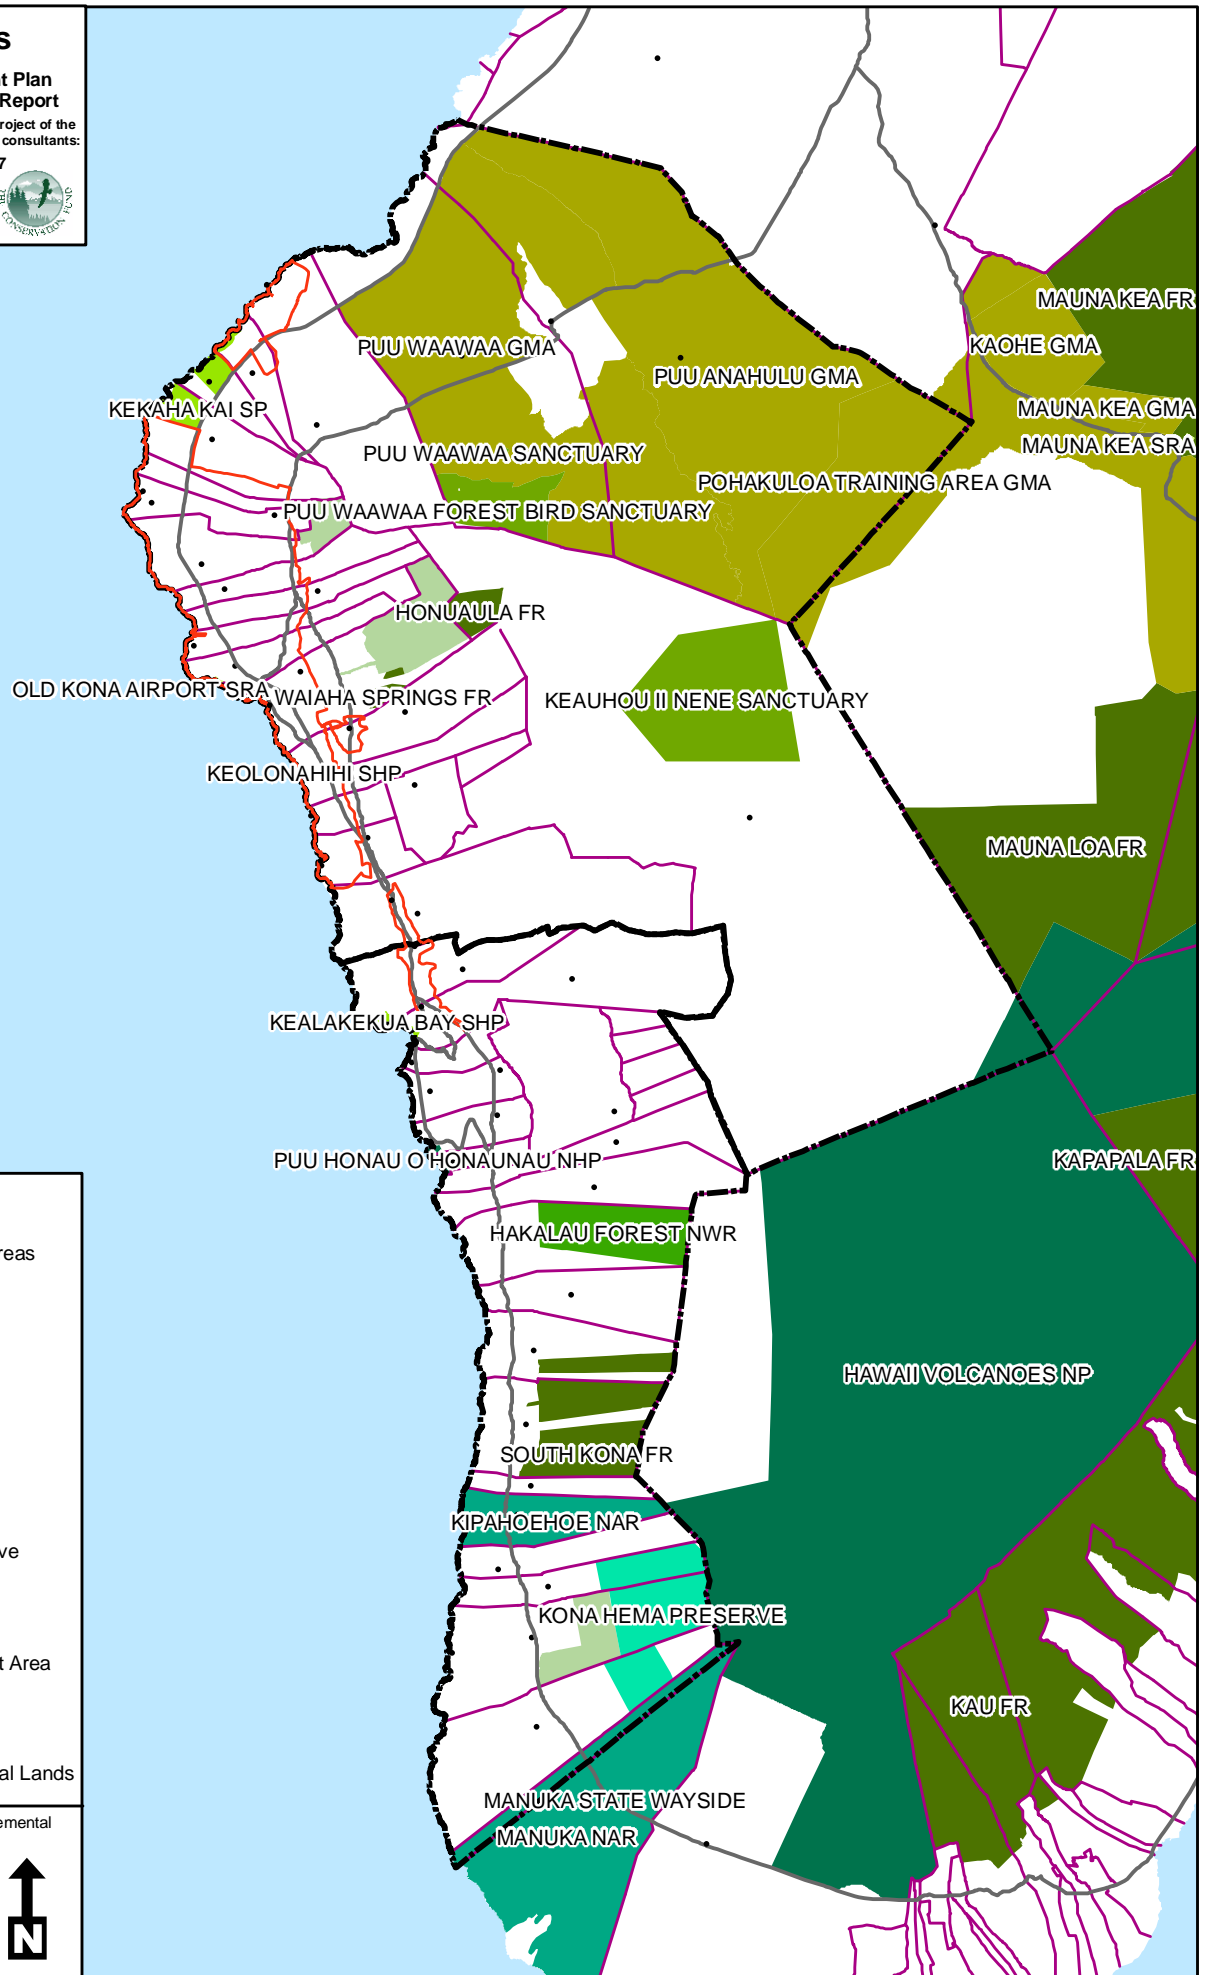 s
t Plan
Report
roject of the
consultants:
7
CONSERVATION FUND
MAUNA KEA FR
PUU WAAWAA GMA
KAOHE GMA
PUU ANAHULU GMA
KEKAHA KAI SP
MAUNA KEA GMA
MAUNA KEA SRA
PUU WAAWAA SANCTUARY
POHAKULOA TRAINING AREA GMA
PUU WAAWAA FOREST BIRD SANCTUARY
HONUAULA FR
OLD KONA AIRPORT SRA
WAIAHA SPRINGS FR
KEAUHOU II NENE SANCTUARY
KEOLONAHIHI SHP
MAUNA LOA FR
KEALAKEKUA BAY SHP
PUU HONAU O HONAUNAU NHP
KAPAPALA FR
HAKALAU FOREST NWR
reas
HAWAII VOLCANOES NP
SOUTH KONA FR
KIPAHOEHOE NAR
ve
KONA HEMA PRESERVE
t Area
KAU FR
al Lands
MANUKA STATE WAYSIDE
emental
MANUKA NAR
N